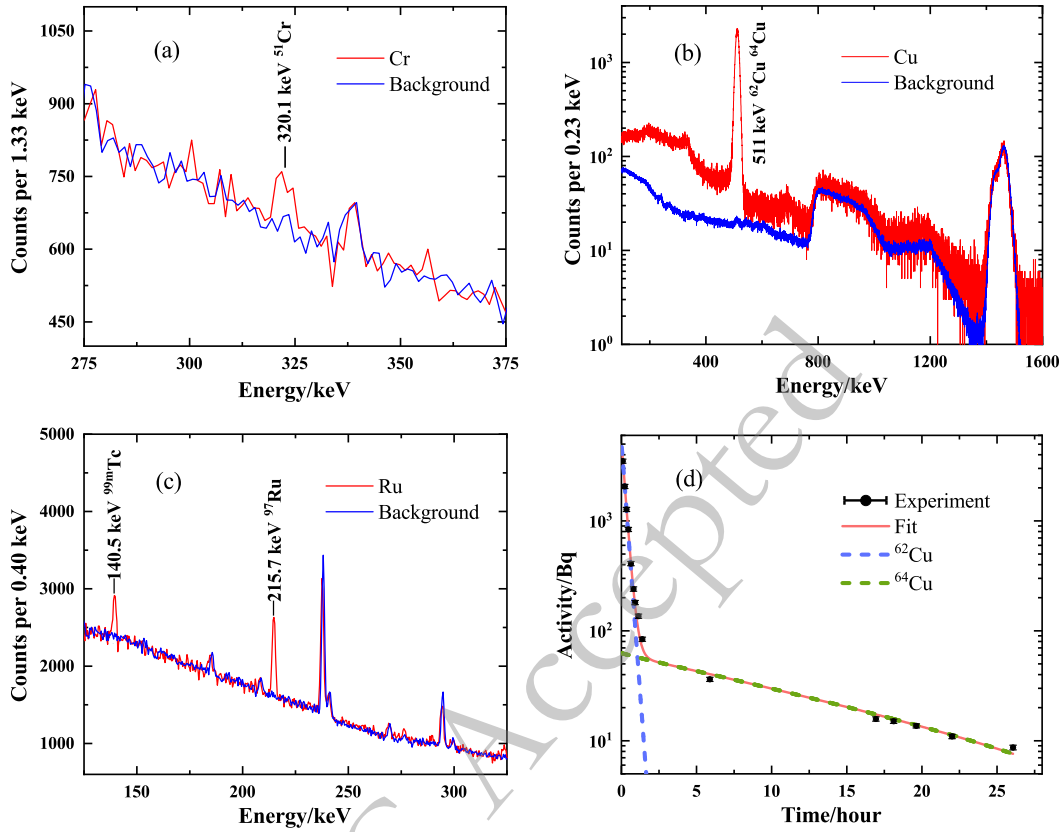 (a)
Cr
Background
320.1 keV ⁵¹Cr
Counts per 1.33 keV
1050
900
750
600
450
275 300 325 350 375
Energy/keV
(b)
Cu
Background
511 keV ⁶²Cu ⁶⁴Cu
Counts per 0.23 keV
10³
10²
10¹
10⁰
400 800 1200 1600
Energy/keV
(c)
Ru
Background
140.5 keV ⁹⁹ᵐTc
215.7 keV ⁹⁷Ru
Counts per 0.40 keV
5000
4000
3000
2000
1000
150 200 250 300
Energy/keV
(d)
Experiment
Fit
⁶²Cu
⁶⁴Cu
Activity/Bq
10³
10²
10¹
0 5 10 15 20 25
Time/hour
C Accepted